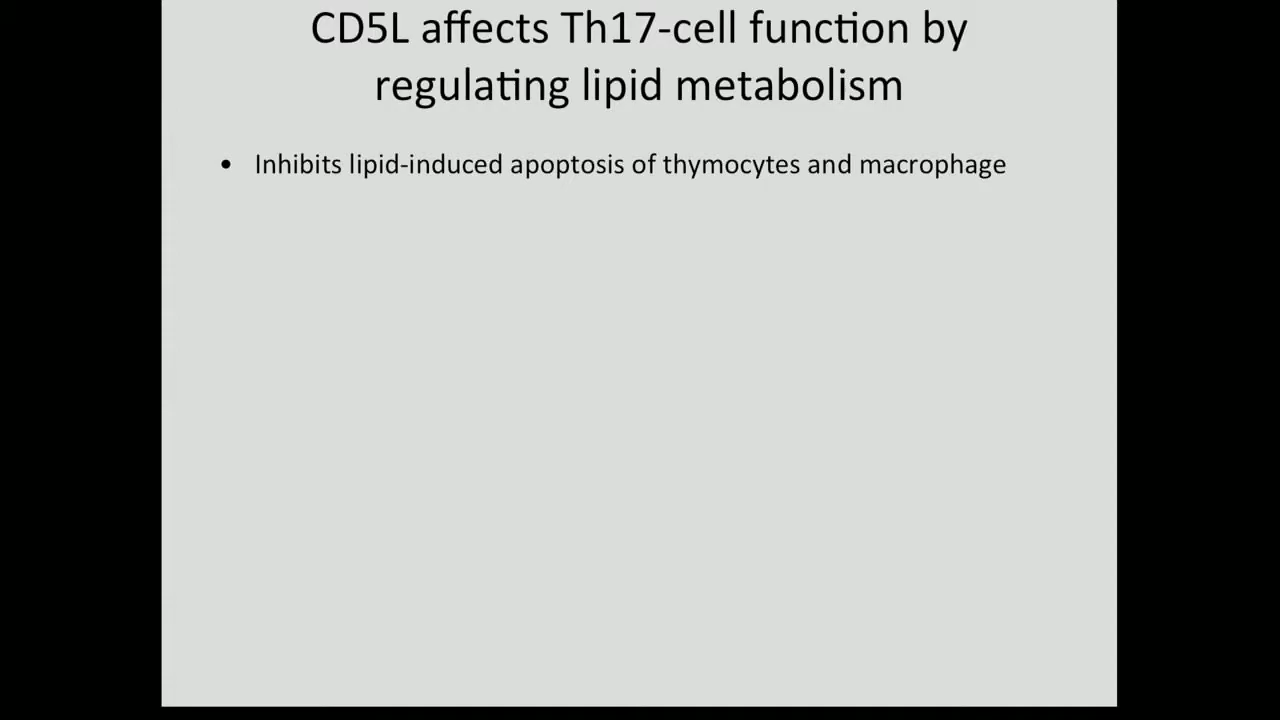 CD5L affects Th17-cell function by
regulating lipid metabolism
• Inhibits lipid-induced apoptosis of thymocytes and macrophage